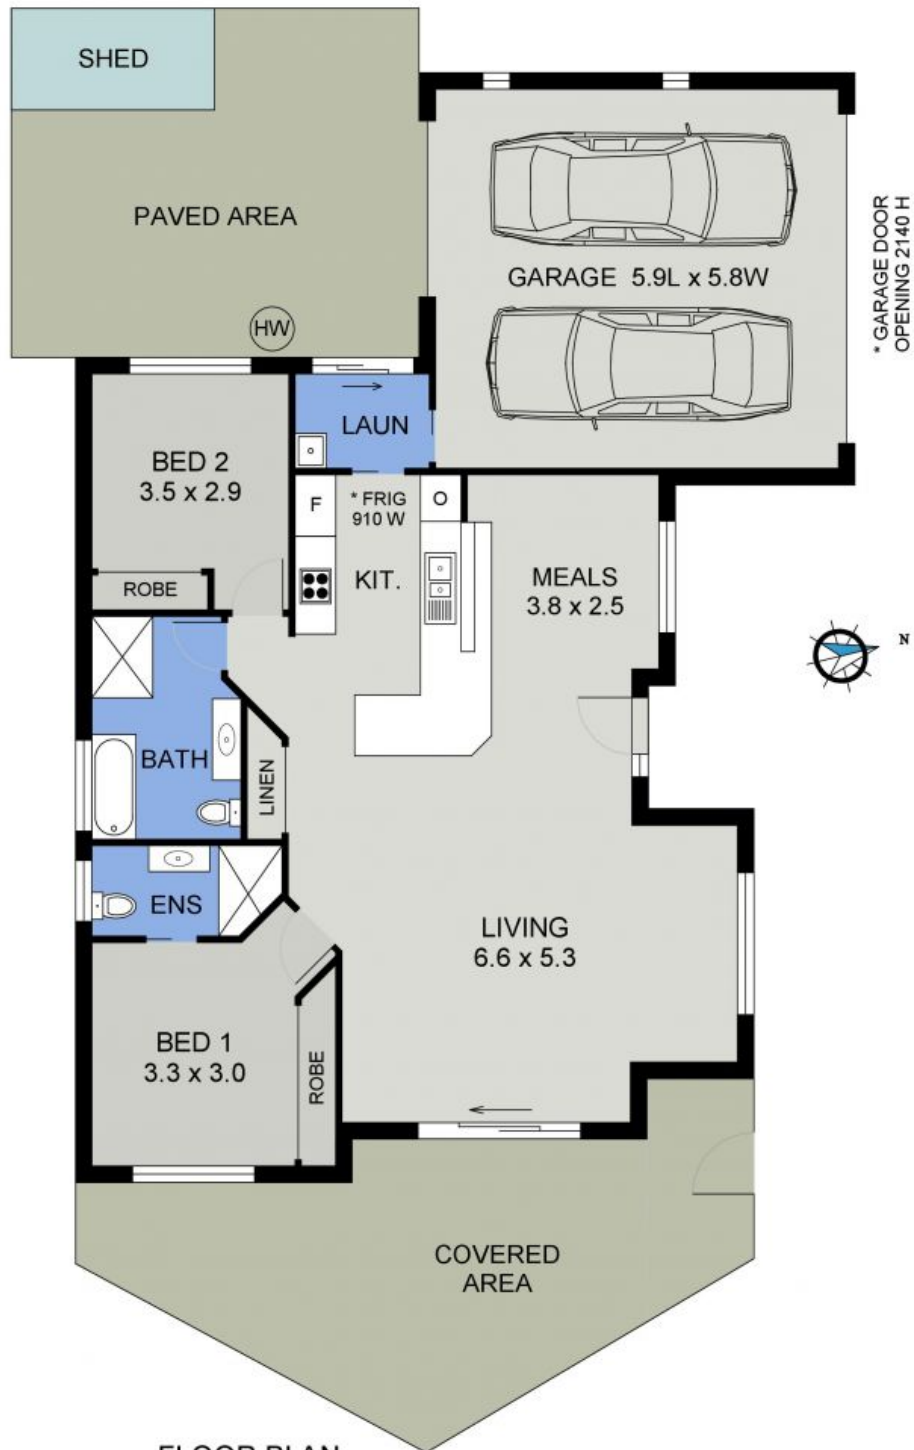 SHED
PAVED AREA
HW
GARAGE 5.9L x 5.8W
* GARAGE DOOR
OPENING 2140 H
LAUN
BED 2
3.5 x 2.9
ROBE
F
* FRIG
910 W
O
KIT.
MEALS
3.8 x 2.5
N
BATH
LINEN
ENS
LIVING
6.6 x 5.3
BED 1
3.3 x 3.0
ROBE
COVERED
AREA
FLOOR PLAN